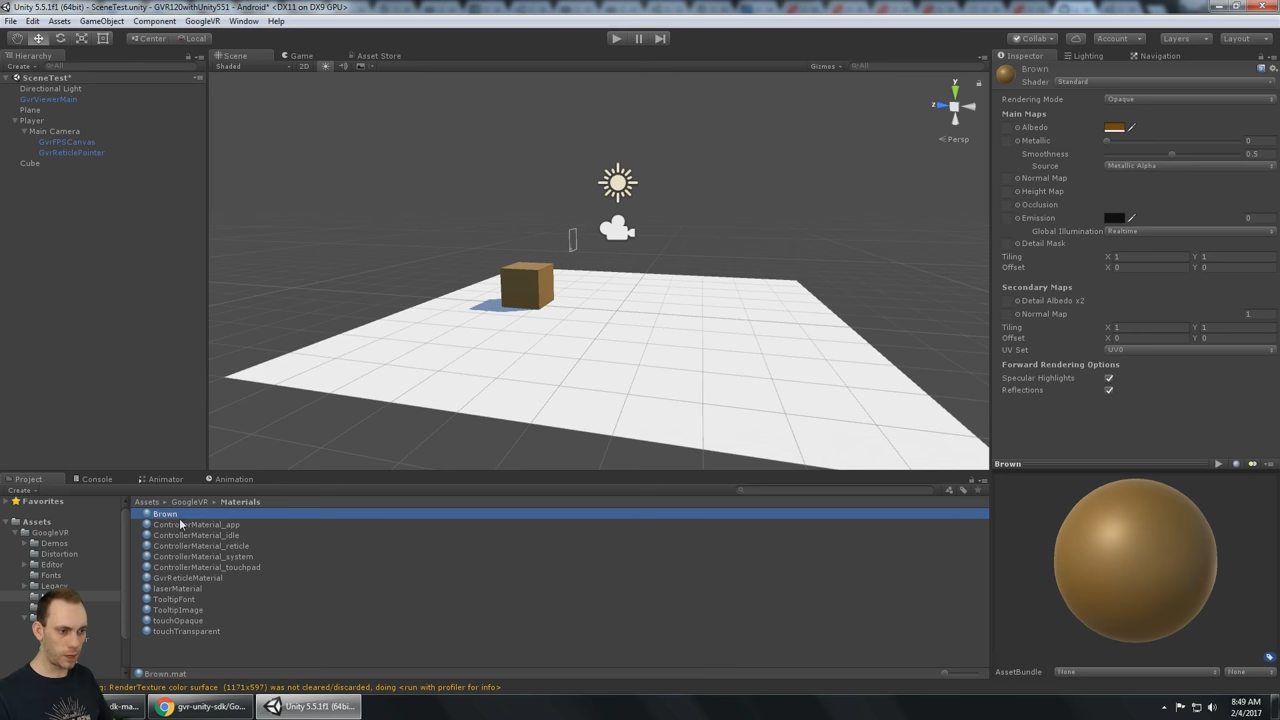 Unity 5.5.1f1 (64bit) - SceneTest.unity - GVR120withUnity551 - Android* <DX11 on DX9 GPU>
File Edit Assets GameObject Component GoogleVR Window Help
Center Local Collab Account Layers Layout
Hierarchy
Create All
SceneTest*
Directional Light
GvrViewerMain
Plane
Player
Main Camera
GvrFPSCanvas
GvrReticlePointer
Cube
Scene Game Asset Store
Shaded 2D Gizmos All
y
z
Persp
Inspector Lighting Navigation
Brown
Shader Standard
Rendering Mode Opaque
Main Maps
Albedo
Metallic 0
Smoothness 0.5
Source Metallic Alpha
Normal Map
Height Map
Occlusion
Emission 0
Global Illumination Realtime
Detail Mask
Tiling X 1 Y 1
Offset X 0 Y 0
Secondary Maps
Detail Albedo x2
Normal Map 1
Tiling X 1 Y 1
Offset X 0 Y 0
UV Set UV0
Forward Rendering Options
Specular Highlights
Reflections
Brown
AssetBundle None None
Project Console Animator Animation
Create
Favorites
Assets
GoogleVR
Demos
Distortion
Editor
Fonts
Legacy
Assets GoogleVR Materials
Brown
ControllerMaterial_app
ControllerMaterial_idle
ControllerMaterial_reticle
ControllerMaterial_system
ControllerMaterial_touchpad
GvrReticleMaterial
laserMaterial
TooltipFont
TooltipImage
touchOpaque
touchTransparent
Brown.mat
: RenderTexture color surface (1171x597) was not cleared/discarded, doing <run with profiler for info>
dk-ma... gvr-unity-sdk/Go... Unity 5.5.1f1 (64bi...
8:49 AM
2/4/2017